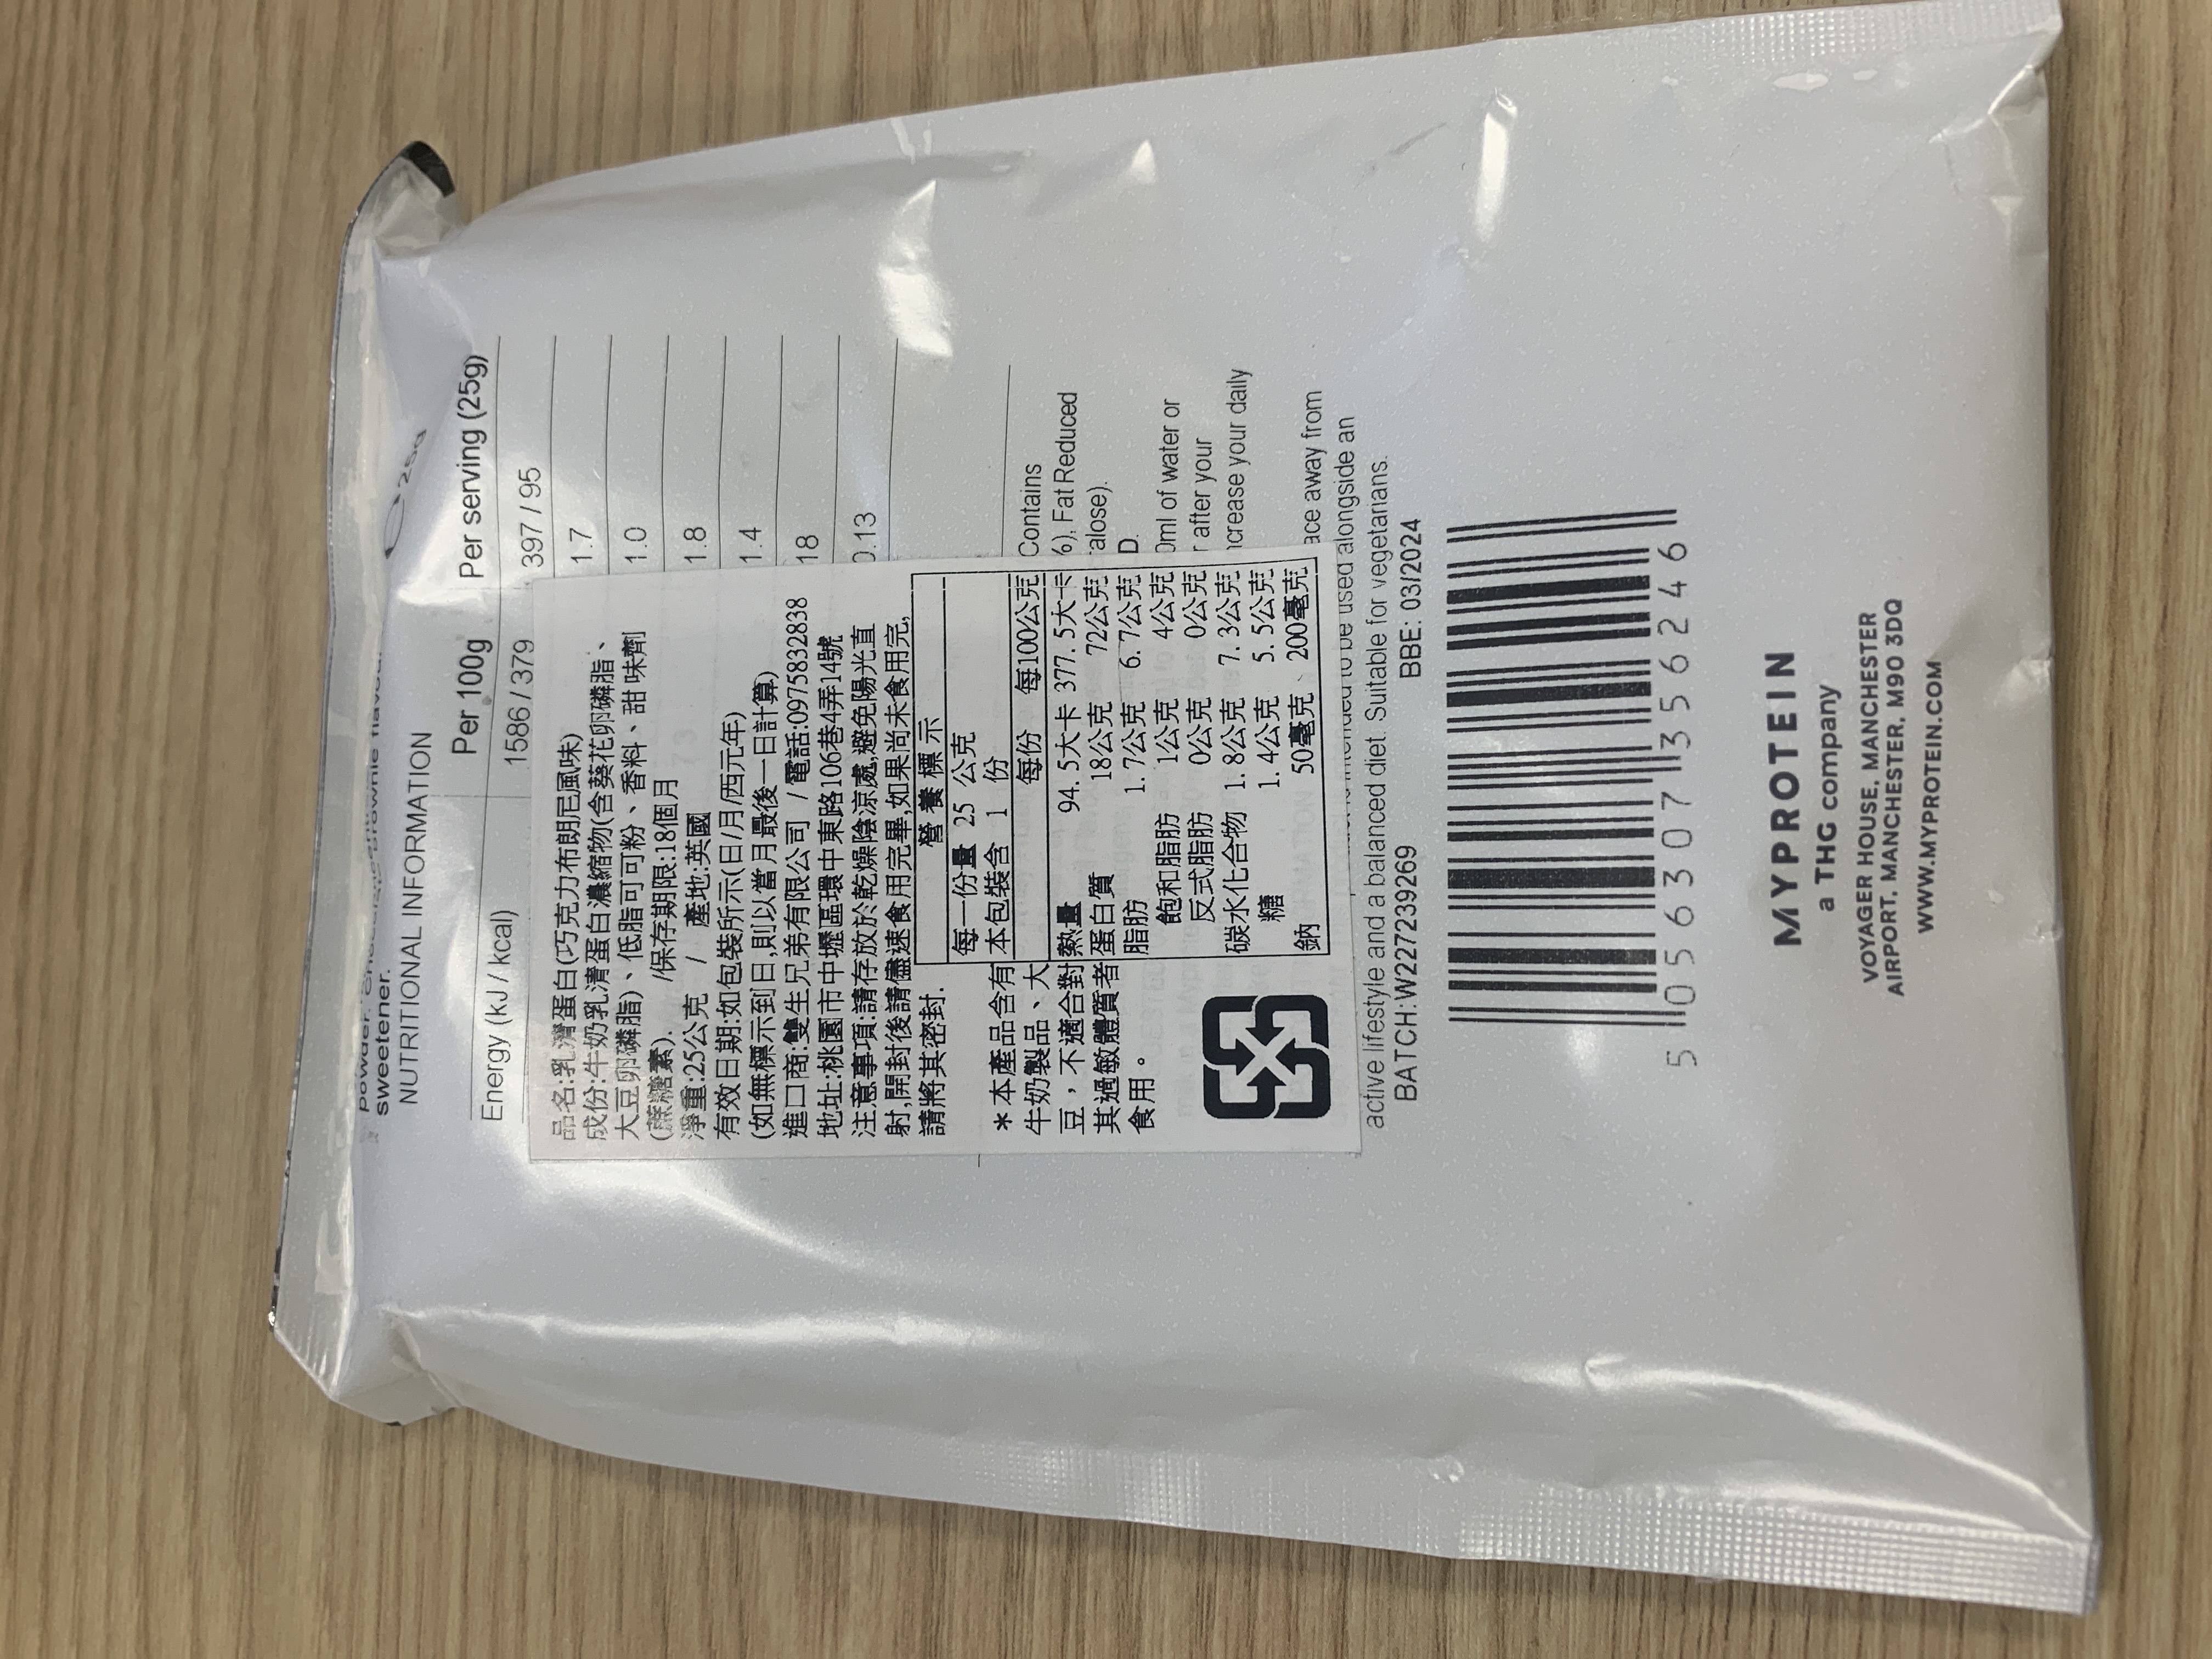 powder. Brownie flavour
sweetener.
25g
NUTRITIONAL INFORMATION
Per 100g Per serving (25g)
Energy (kJ / kcal) 1586 / 379 397 / 95
1.7
1.0
1.8
1.4
18
0.13
品名:乳清蛋白(巧克力布朗尼風味)
成份:牛奶乳清蛋白濃縮物(含葵花卵磷脂、
大豆卵磷脂)、低脂可可粉、香料、甜味劑
(蔗糖素). /保存期限:18個月
淨重:25公克 / 產地:英國
有效日期:如包裝所示(日/月/西元年)
(如無標示到日,則以當月最後一日計算)
進口商:雙生兄弟有限公司 /電話:0975832838
地址:桃園市中壢區環中東路106巷4弄14號
注意事項:請存放於乾燥陰涼處,避免陽光直
射,開封後請儘速食用完畢,如果尚未食用完,
請將其密封.
*本產品含有
牛奶製品、大
豆，不適合對
其過敏體質者
食用。
營養標示
每一份量 25 公克
本包裝含 1 份
每份 每100公克
熱量 94.5大卡 377.5大卡
蛋白質 18公克 72公克
脂肪 1.7公克 6.7公克
飽和脂肪 1公克 4公克
反式脂肪 0公克 0公克
碳水化合物 1.8公克 7.3公克
糖 1.4公克 5.5公克
鈉 50毫克 200毫克
Contains
%), Fat Reduced
alose).
D.
0ml of water or
r after your
ncrease your daily
ace away from
intended to be used alongside an
active lifestyle and a balanced diet. Suitable for vegetarians.
BATCH:W227239269 BBE: 03/2024
5 056307 356246
MYPROTEIN
a THG company
VOYAGER HOUSE, MANCHESTER
AIRPORT, MANCHESTER, M90 3DQ
WWW.MYPROTEIN.COM